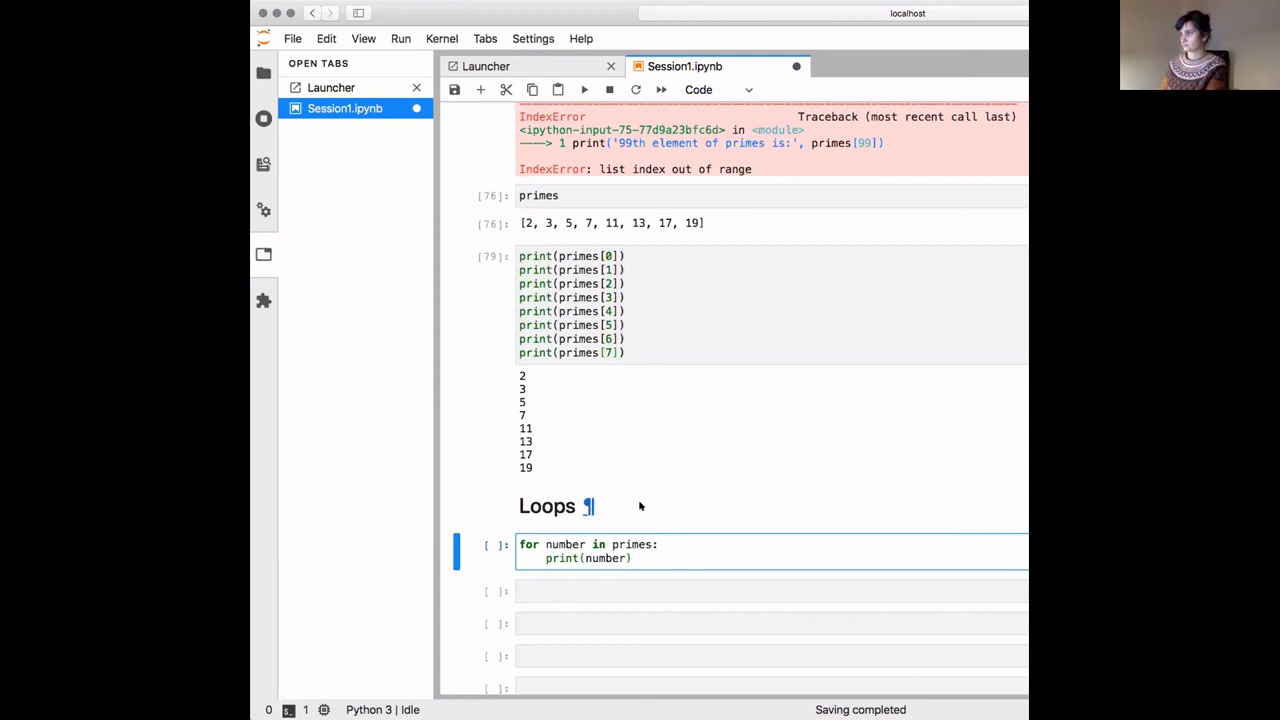 localhost
File Edit View Run Kernel Tabs Settings Help
OPEN TABS
Launcher
Session1.ipynb
Launcher
Session1.ipynb
Code
IndexError Traceback (most recent call last)
<ipython-input-75-77d9a23bfc6d> in <module>
----> 1 print('99th element of primes is:', primes[99])
IndexError: list index out of range
[76]: primes
[76]: [2, 3, 5, 7, 11, 13, 17, 19]
[79]: print(primes[0])
print(primes[1])
print(primes[2])
print(primes[3])
print(primes[4])
print(primes[5])
print(primes[6])
print(primes[7])
2
3
5
7
11
13
17
19
Loops ¶
[ ]: for number in primes:
print(number)
[ ]:
[ ]:
[ ]:
[ ]:
0 1 Python 3 | Idle Saving completed